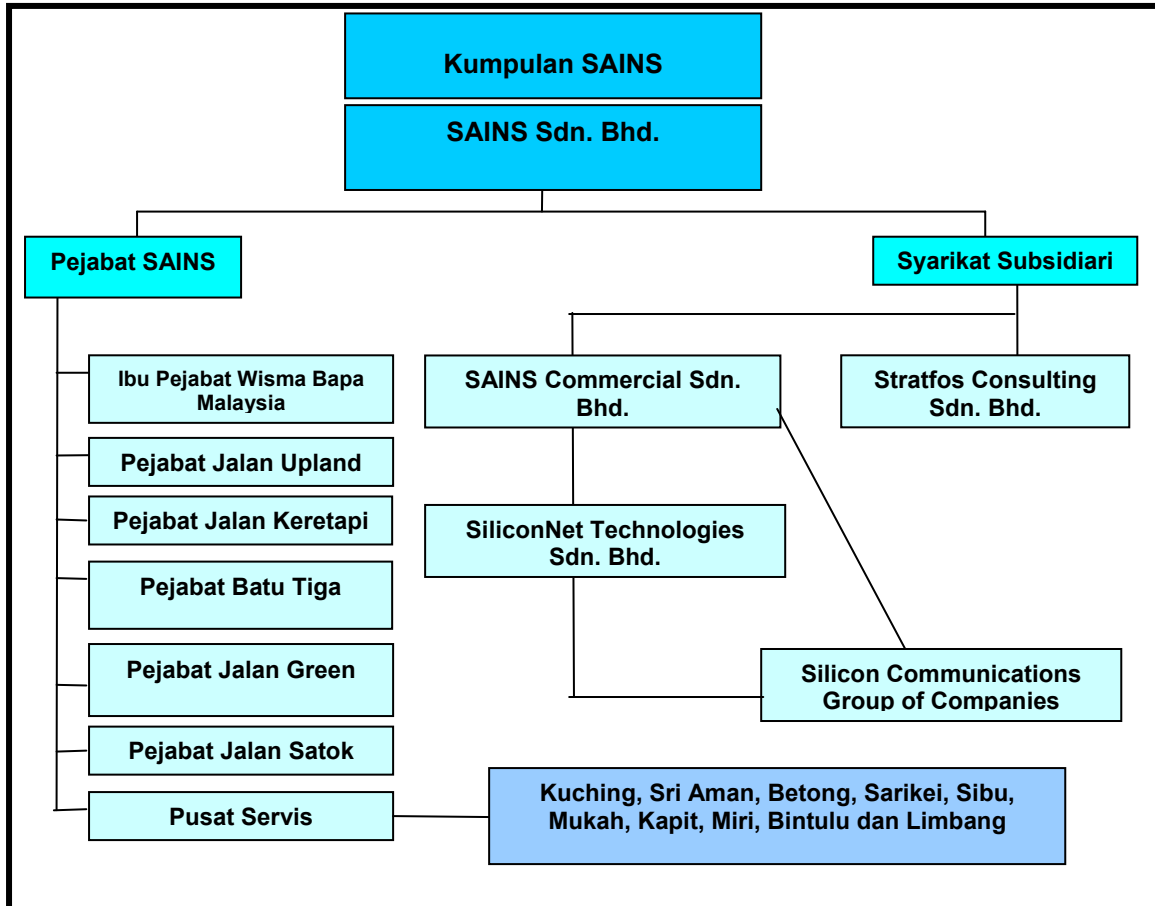 Kumpulan SAINS
SAINS Sdn. Bhd.
Pejabat SAINS
Syarikat Subsidiari
Ibu Pejabat Wisma Bapa
Malaysia
Pejabat Jalan Upland
Pejabat Jalan Keretapi
Pejabat Batu Tiga
Pejabat Jalan Green
Pejabat Jalan Satok
Pusat Servis
SAINS Commercial Sdn.
Bhd.
Stratfos Consulting
Sdn. Bhd.
SiliconNet Technologies
Sdn. Bhd.
Silicon Communications
Group of Companies
Kuching, Sri Aman, Betong, Sarikei, Sibu,
Mukah, Kapit, Miri, Bintulu dan Limbang